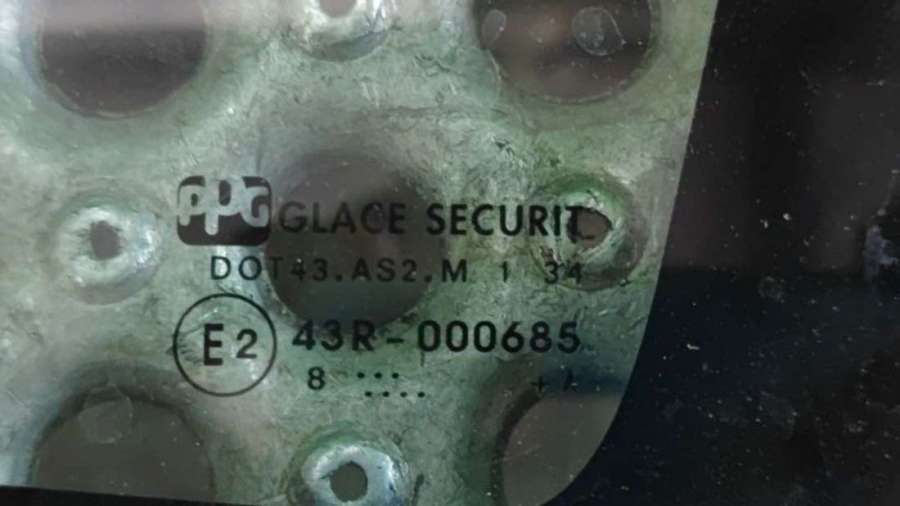 PPG GLACE SECURIT
DOT43.AS2.M 1 34
E2 43R-000685
8 ... .... +/